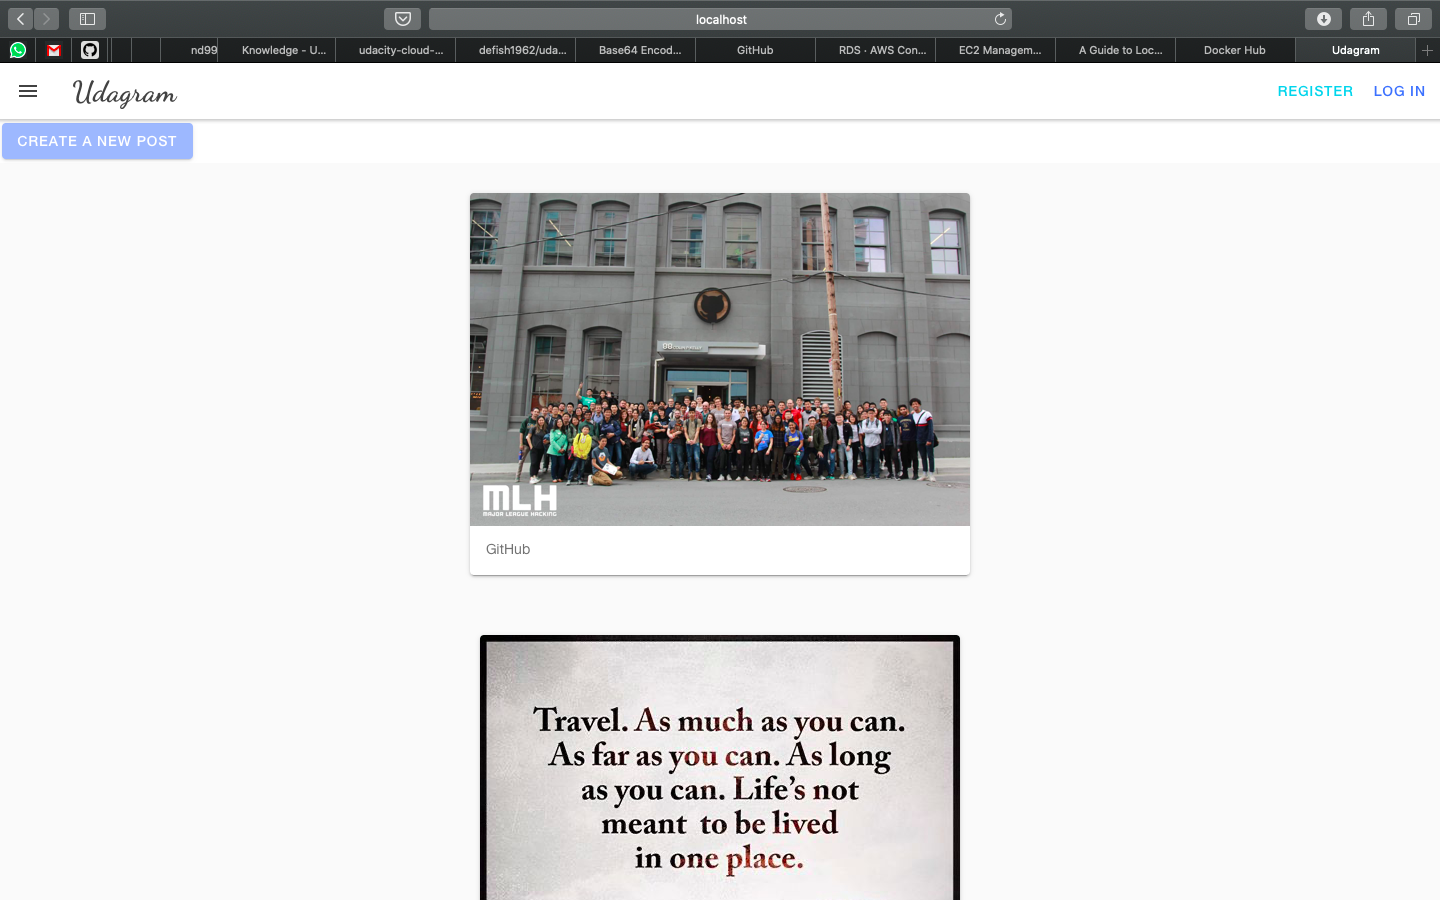 localhost
nd99
Knowledge - U...
udacity-cloud-...
defish1962/uda...
Base64 Encod...
GitHub
RDS · AWS Con...
EC2 Managem...
A Guide to Loc...
Docker Hub
Udagram
Udagram
REGISTER
LOG IN
CREATE A NEW POST
88
MLH
MAJOR LEAGUE HACKING
GitHub
Travel. As much as you can.
As far as you can. As long
as you can. Life's not
meant to be lived
in one place.